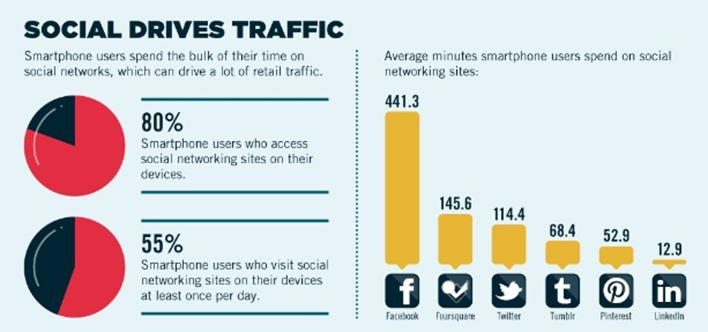 SOCIAL DRIVES TRAFFIC
Smartphone users spend the bulk of their time on
social networks, which can drive a lot of retail traffic.
80%
Smartphone users who access
social networking sites on their
devices.
55%
Smartphone users who visit social
networking sites on their devices
at least once per day.
Average minutes smartphone users spend on social
networking sites:
441.3
145.6
114.4
68.4
52.9
12.9
Facebook
Foursquare
Twitter
Tumblr
Pinterest
LinkedIn